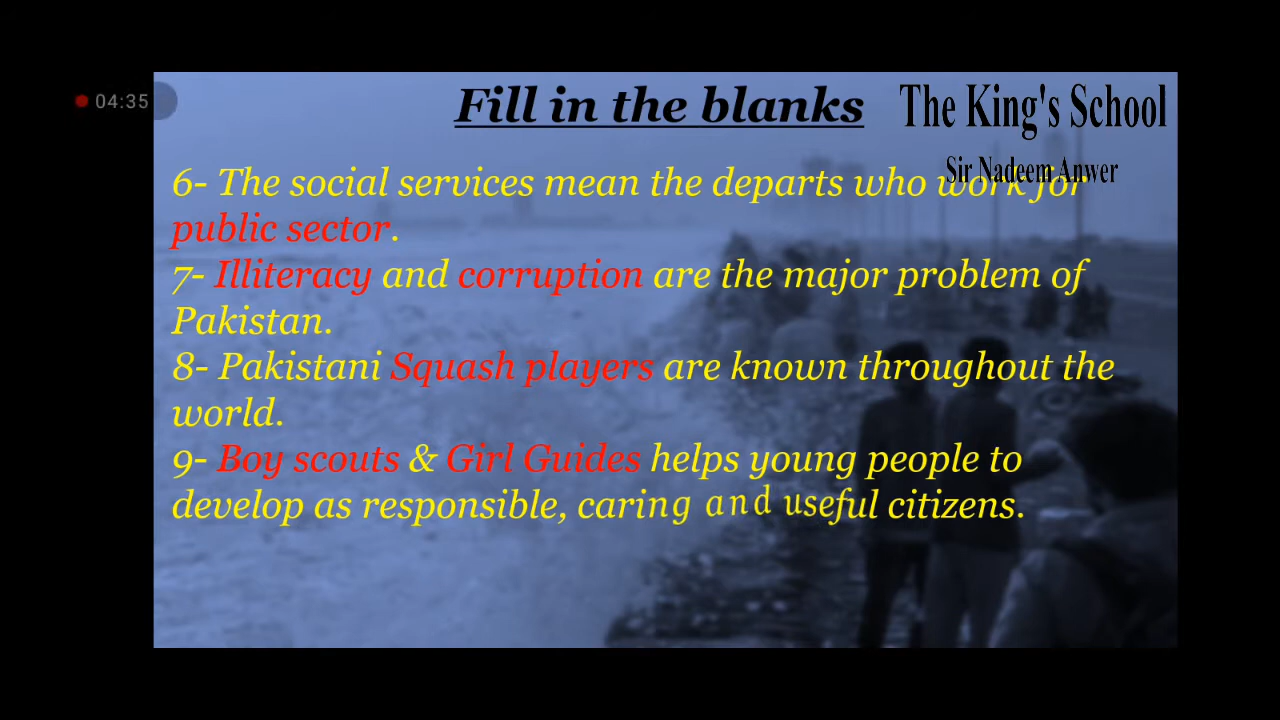 04:35
Fill in the blanks
The King's School
Sir Nadeem Anwer
6- The social services mean the departs who work for
public sector.
7- Illiteracy and corruption are the major problem of
Pakistan.
8- Pakistani Squash players are known throughout the
world.
9- Boy scouts & Girl Guides helps young people to
develop as responsible, caring and useful citizens.